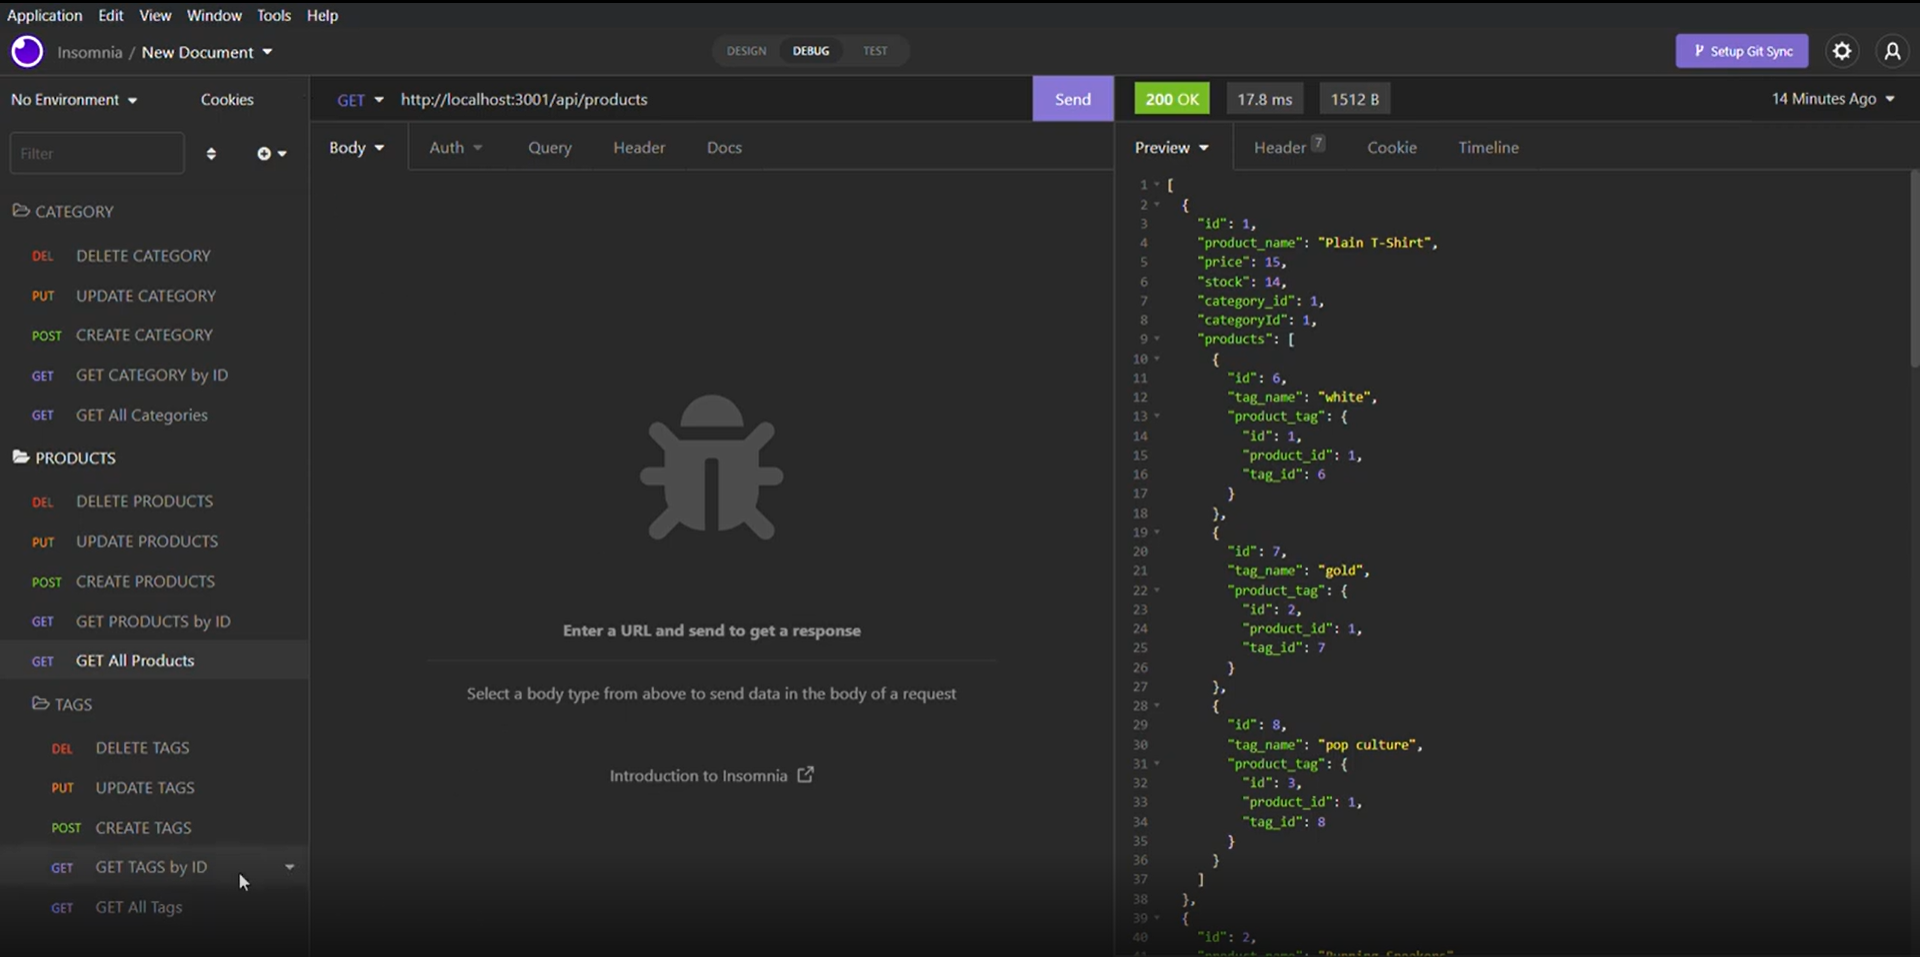 Application Edit View Window Tools Help
Insomnia / New Document
DESIGN DEBUG TEST
Setup Git Sync
No Environment
Cookies
GET http://localhost:3001/api/products
Send
200 OK 17.8 ms 1512 B
14 Minutes Ago
Filter
Body Auth Query Header Docs
Preview Header 7 Cookie Timeline
CATEGORY
DEL DELETE CATEGORY
PUT UPDATE CATEGORY
POST CREATE CATEGORY
GET GET CATEGORY by ID
GET GET All Categories
PRODUCTS
DEL DELETE PRODUCTS
PUT UPDATE PRODUCTS
POST CREATE PRODUCTS
GET GET PRODUCTS by ID
GET GET All Products
TAGS
DEL DELETE TAGS
PUT UPDATE TAGS
POST CREATE TAGS
GET GET TAGS by ID
GET GET All Tags
Enter a URL and send to get a response
Select a body type from above to send data in the body of a request
Introduction to Insomnia
1 [
2 {
3 "id": 1,
4 "product_name": "Plain T-Shirt",
5 "price": 15,
6 "stock": 14,
7 "category_id": 1,
8 "categoryId": 1,
9 "products": [
10 {
11 "id": 6,
12 "tag_name": "white",
13 "product_tag": {
14 "id": 1,
15 "product_id": 1,
16 "tag_id": 6
17 }
18 },
19 {
20 "id": 7,
21 "tag_name": "gold",
22 "product_tag": {
23 "id": 2,
24 "product_id": 1,
25 "tag_id": 7
26 }
27 },
28 {
29 "id": 8,
30 "tag_name": "pop culture",
31 "product_tag": {
32 "id": 3,
33 "product_id": 1,
34 "tag_id": 8
35 }
36 }
37 ]
38 },
39 {
40 "id": 2,
"product_name": "Running Sneakers",